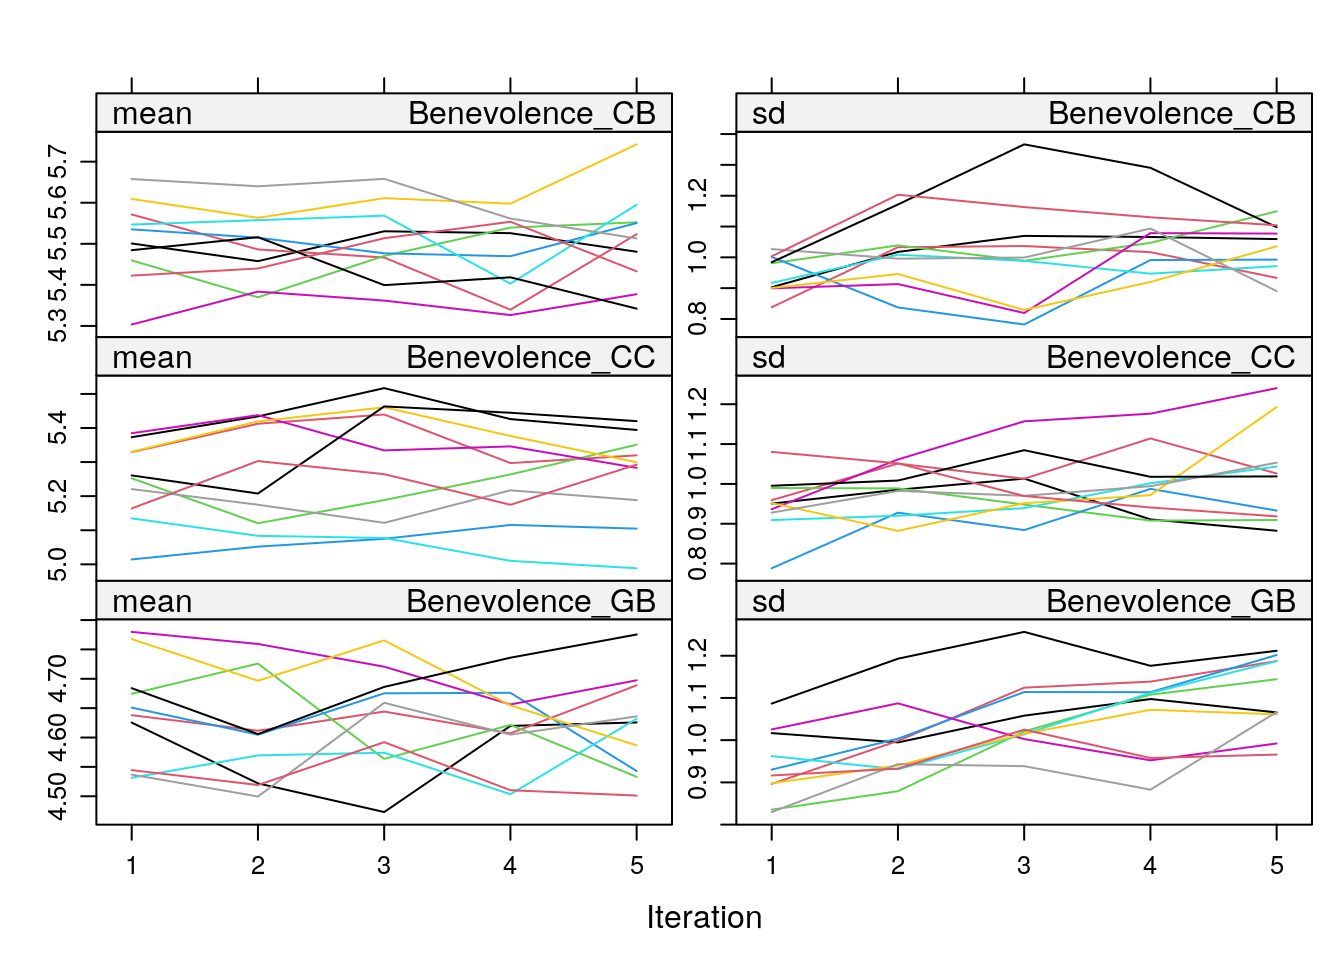 mean Benevolence_CB
sd Benevolence_CB
5.3 5.4 5.5 5.6 5.7
0.8 1.0 1.2
mean Benevolence_CC
sd Benevolence_CC
5.0 5.2 5.4
0.8 0.9 1.0 1.1 1.2
mean Benevolence_GB
sd Benevolence_GB
4.50 4.60 4.70
0.9 1.0 1.1 1.2
1 2 3 4 5
1 2 3 4 5
Iteration